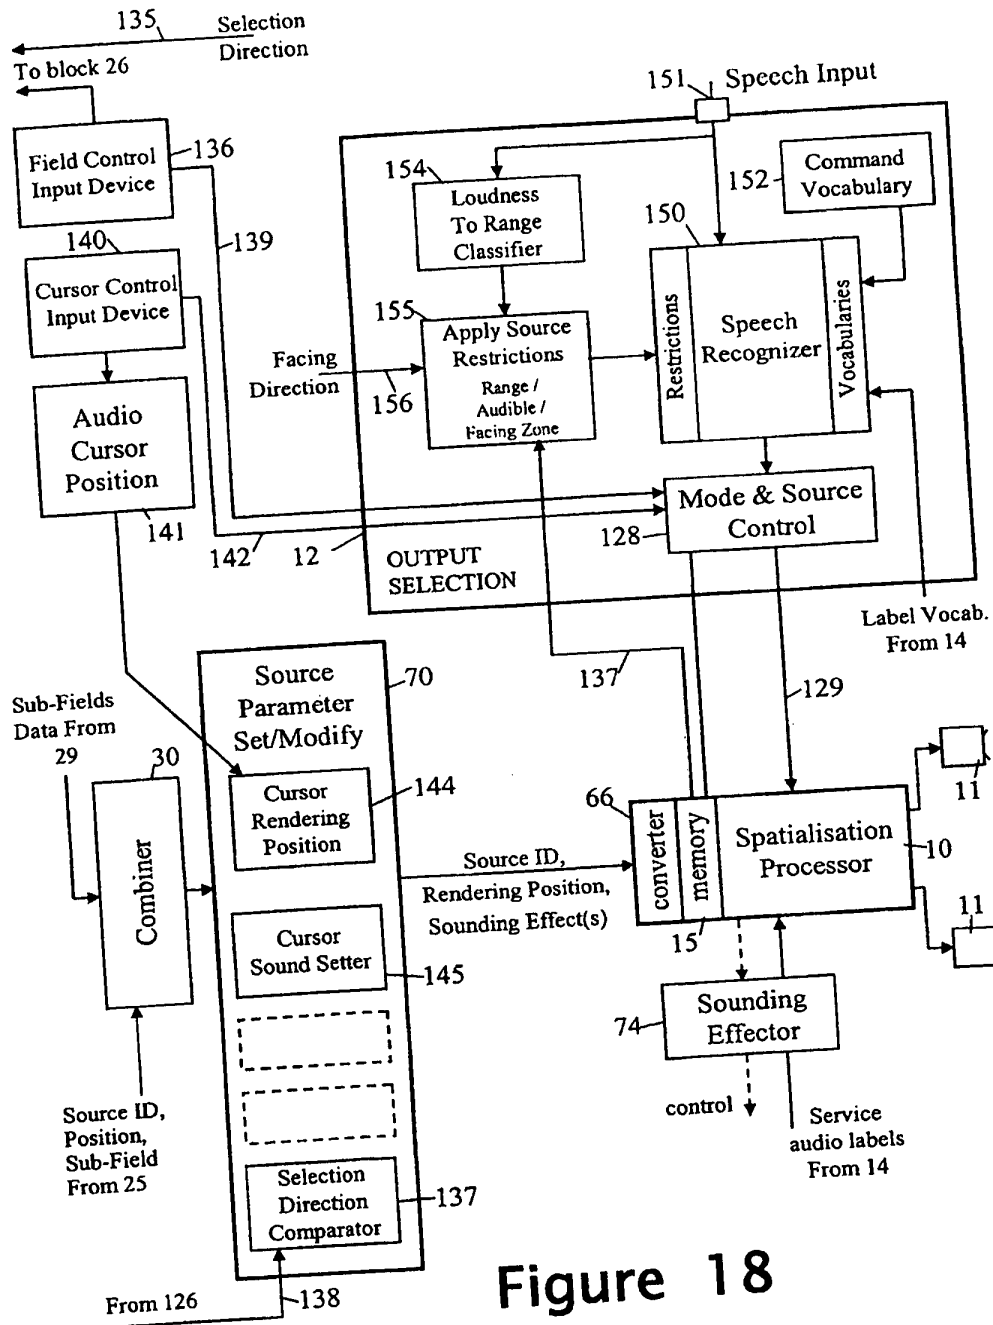 135
Selection
Direction
To block 26
Field Control
Input Device
136
139
140
Cursor Control
Input Device
Audio
Cursor
Position
141
142
12
151
Speech Input
154
Loudness
To Range
Classifier
152
Command
Vocabulary
150
Restrictions
Speech
Recognizer
Vocabularies
155
Apply Source
Restrictions
Range /
Audible /
Facing Zone
Facing
Direction
156
Mode & Source
Control
128
OUTPUT
SELECTION
Label Vocab.
From 14
137
129
Source
Parameter
Set/Modify
70
Sub-Fields
Data From
29
30
Combiner
Cursor
Rendering
Position
144
Cursor
Sound Setter
145
Source ID,
Rendering Position,
Sounding Effect(s)
66
converter
memory
15
Spatialisation
Processor
10
11
11
74
Sounding
Effector
control
Service
audio labels
From 14
Source ID,
Position,
Sub-Field
From 25
Selection
Direction
Comparator
137
From 126
138
Figure 18